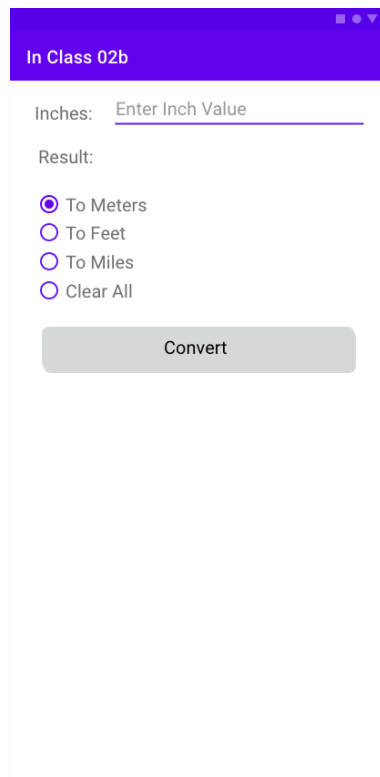 In Class 02b
Inches: Enter Inch Value
Result:
To Meters
To Feet
To Miles
Clear All
Convert